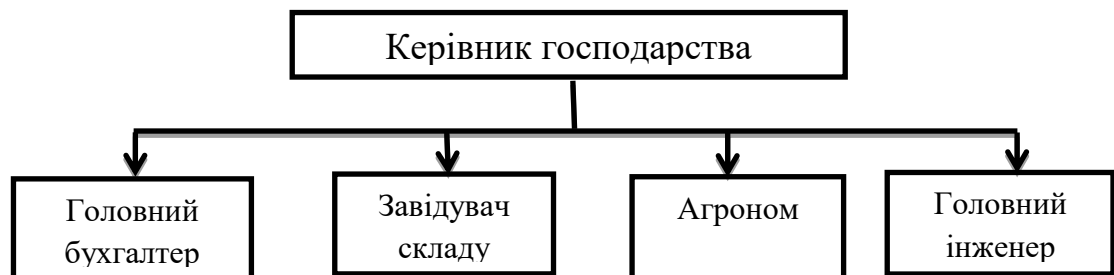 Керівник господарства
Головний
бухгалтер
Завідувач
складу
Агроном
Головний
інженер